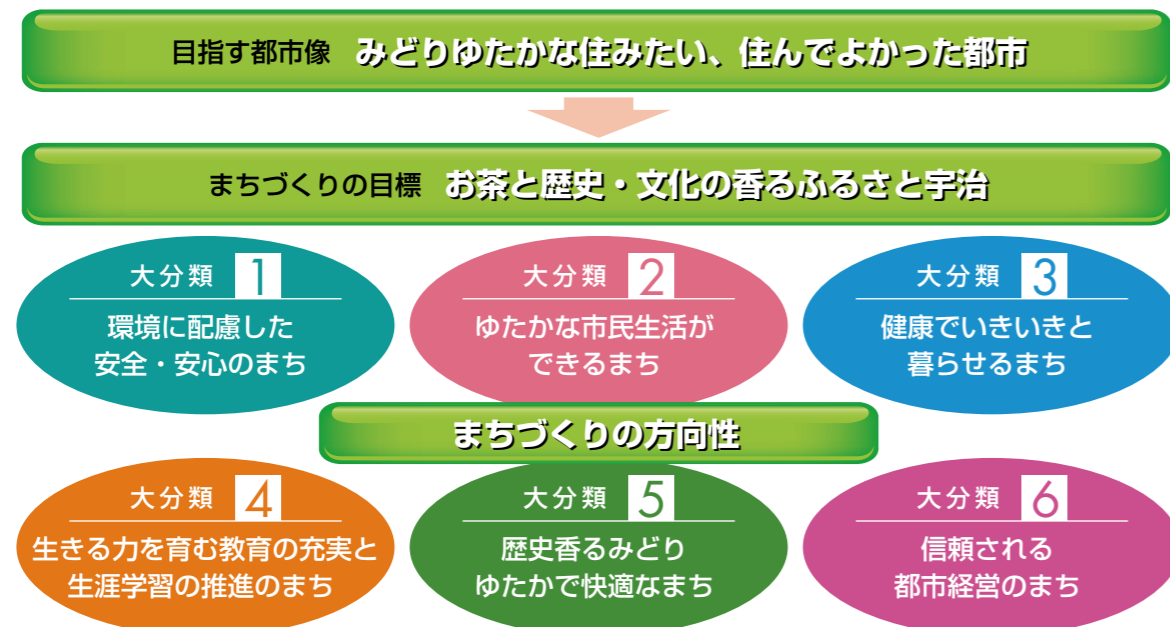 目指す都市像 みどりゆたかな住みたい、住んでよかった都市
まちづくりの目標 お茶と歴史・文化の香るふるさと宇治
大分類 1
環境に配慮した
安全・安心のまち
大分類 2
ゆたかな市民生活が
できるまち
大分類 3
健康でいきいきと
暮らせるまち
まちづくりの方向性
大分類 4
生きる力を育む教育の充実と
生涯学習の推進のまち
大分類 5
歴史香るみどり
ゆたかで快適なまち
大分類 6
信頼される
都市経営のまち